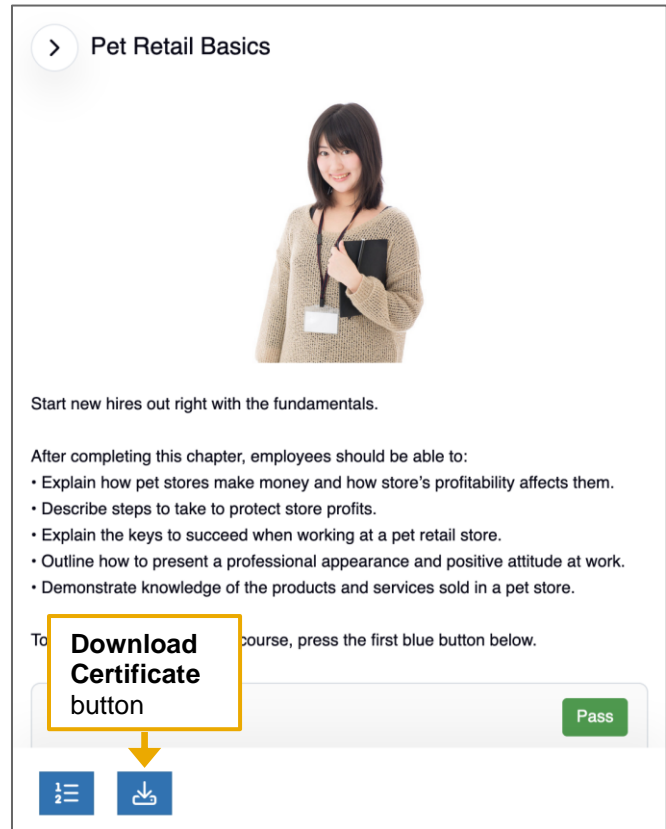 Pet Retail Basics
Start new hires out right with the fundamentals.
After completing this chapter, employees should be able to:
• Explain how pet stores make money and how store's profitability affects them.
• Describe steps to take to protect store profits.
• Explain the keys to succeed when working at a pet retail store.
• Outline how to present a professional appearance and positive attitude at work.
• Demonstrate knowledge of the products and services sold in a pet store.
To course, press the first blue button below.
Download
Certificate
button
Pass
1
2